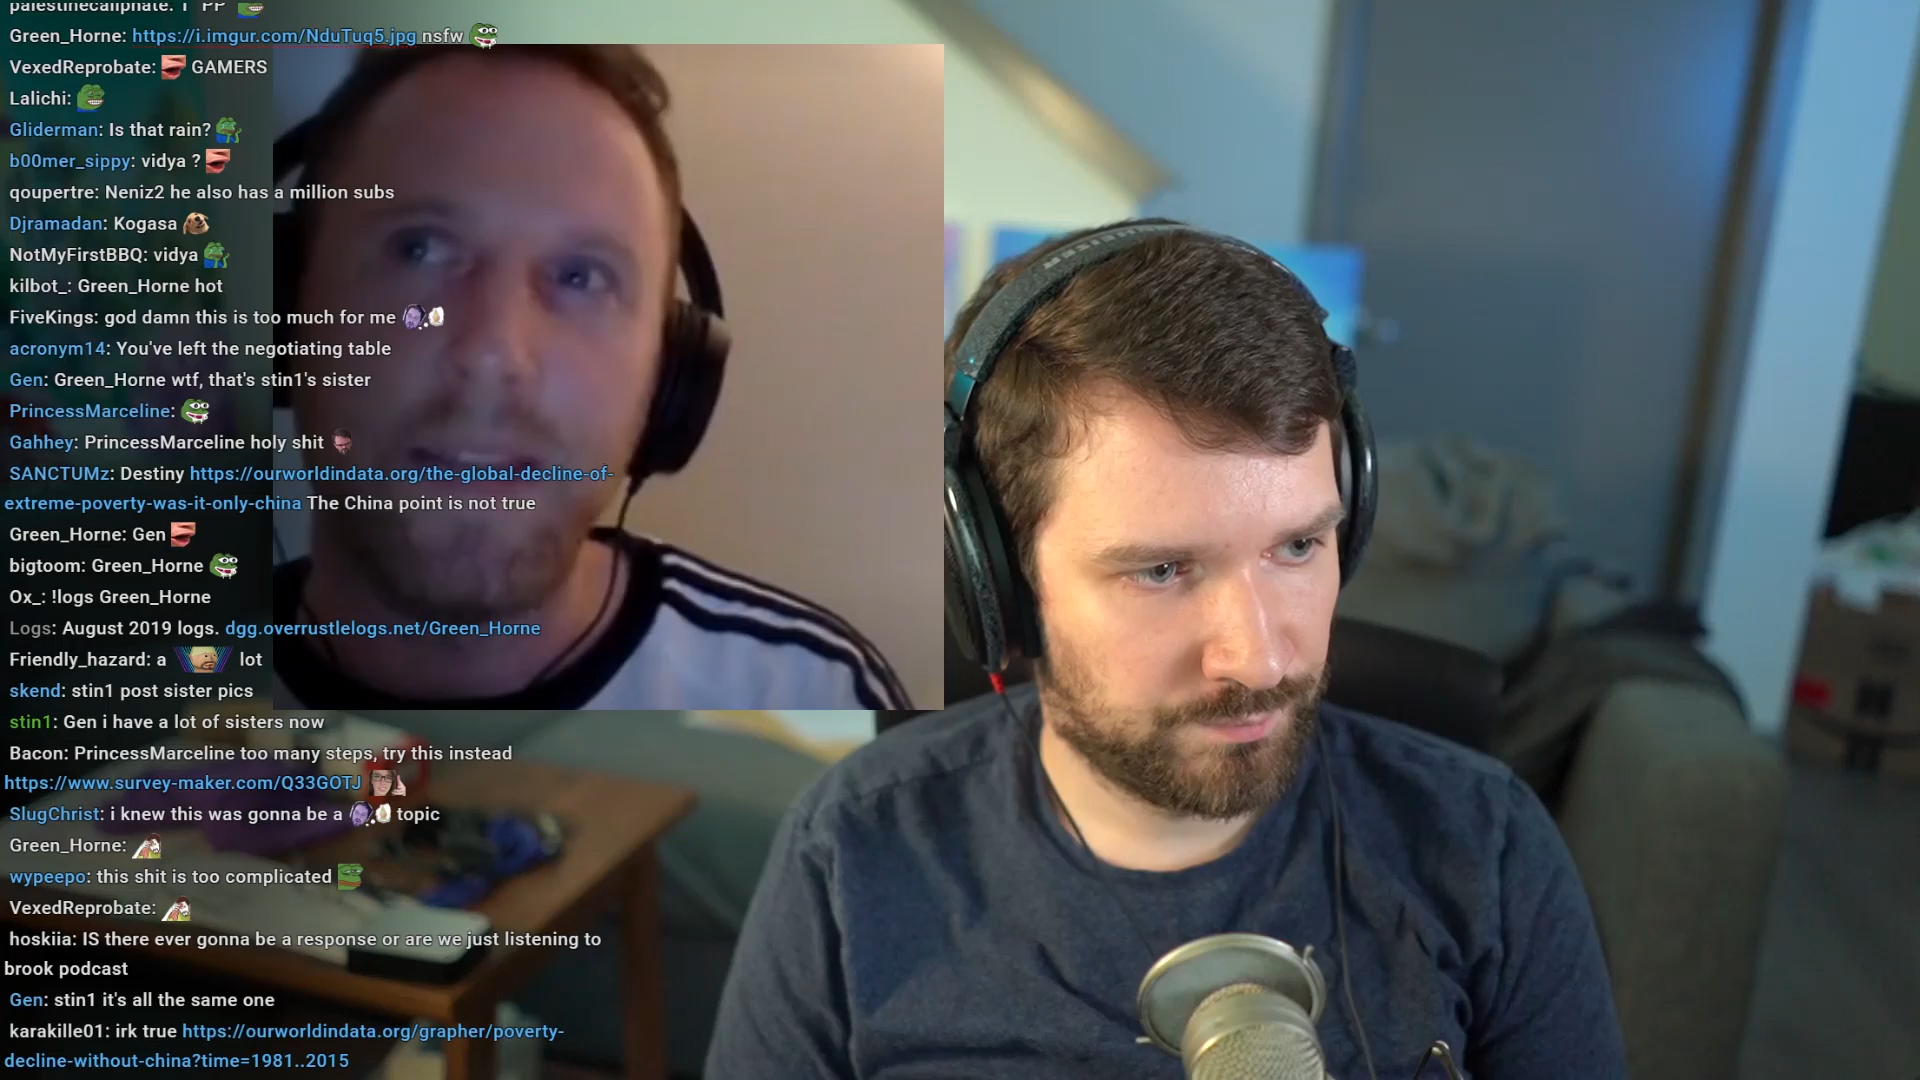 palestinecaliphate: I PP
Green_Horne: https://i.imgur.com/NduTuq5.jpg nsfw
VexedReprobate: GAMERS
Lalichi:
Gliderman: Is that rain?
b00mer_sippy: vidya ?
qoupertre: Neniz2 he also has a million subs
Djramadan: Kogasa
NotMyFirstBBQ: vidya
kilbot_: Green_Horne hot
FiveKings: god damn this is too much for me
acronym14: You've left the negotiating table
Gen: Green_Horne wtf, that's stin1's sister
PrincessMarceline:
Gahhey: PrincessMarceline holy shit
SANCTUMz: Destiny https://ourworldindata.org/the-global-decline-of-
extreme-poverty-was-it-only-china The China point is not true
Green_Horne: Gen
bigtoom: Green_Horne
Ox_: !logs Green_Horne
Logs: August 2019 logs. dgg.overrustlelogs.net/Green_Horne
Friendly_hazard: a lot
skend: stin1 post sister pics
stin1: Gen i have a lot of sisters now
Bacon: PrincessMarceline too many steps, try this instead
https://www.survey-maker.com/Q33GOTJ
SlugChrist: i knew this was gonna be a topic
Green_Horne:
wypeepo: this shit is too complicated
VexedReprobate:
hoskiia: IS there ever gonna be a response or are we just listening to
brook podcast
Gen: stin1 it's all the same one
karakille01: irk true https://ourworldindata.org/grapher/poverty-
decline-without-china?time=1981..2015